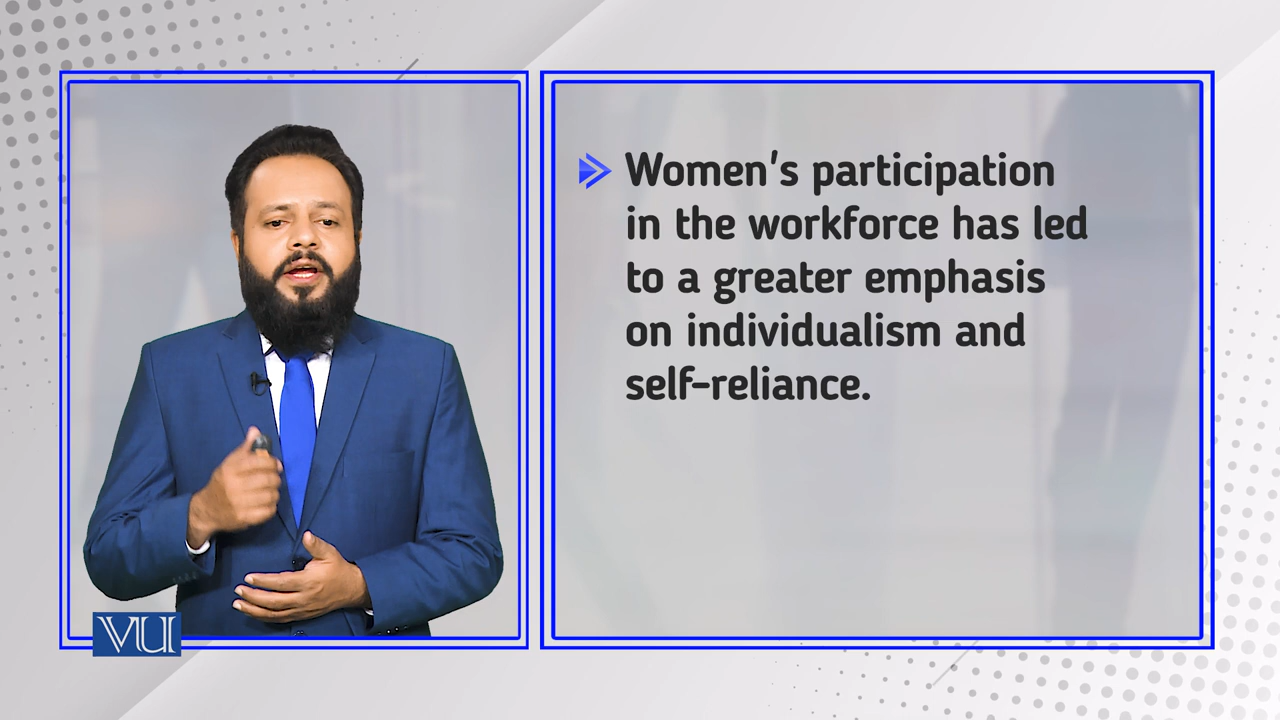 Women's participation
in the workforce has led
to a greater emphasis
on individualism and
self-reliance.
VU